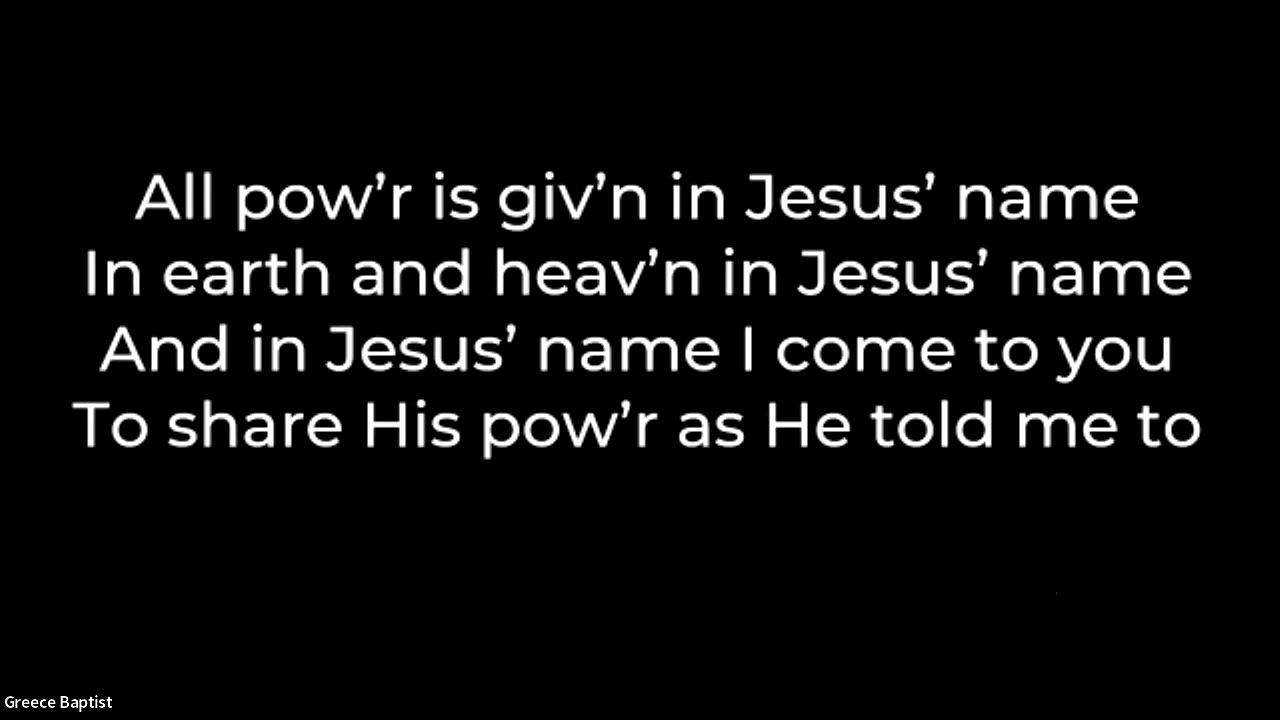 All pow’r is giv’n in Jesus’ name
In earth and heav’n in Jesus’ name
And in Jesus’ name I come to you
To share His pow’r as He told me to
Greece Baptist